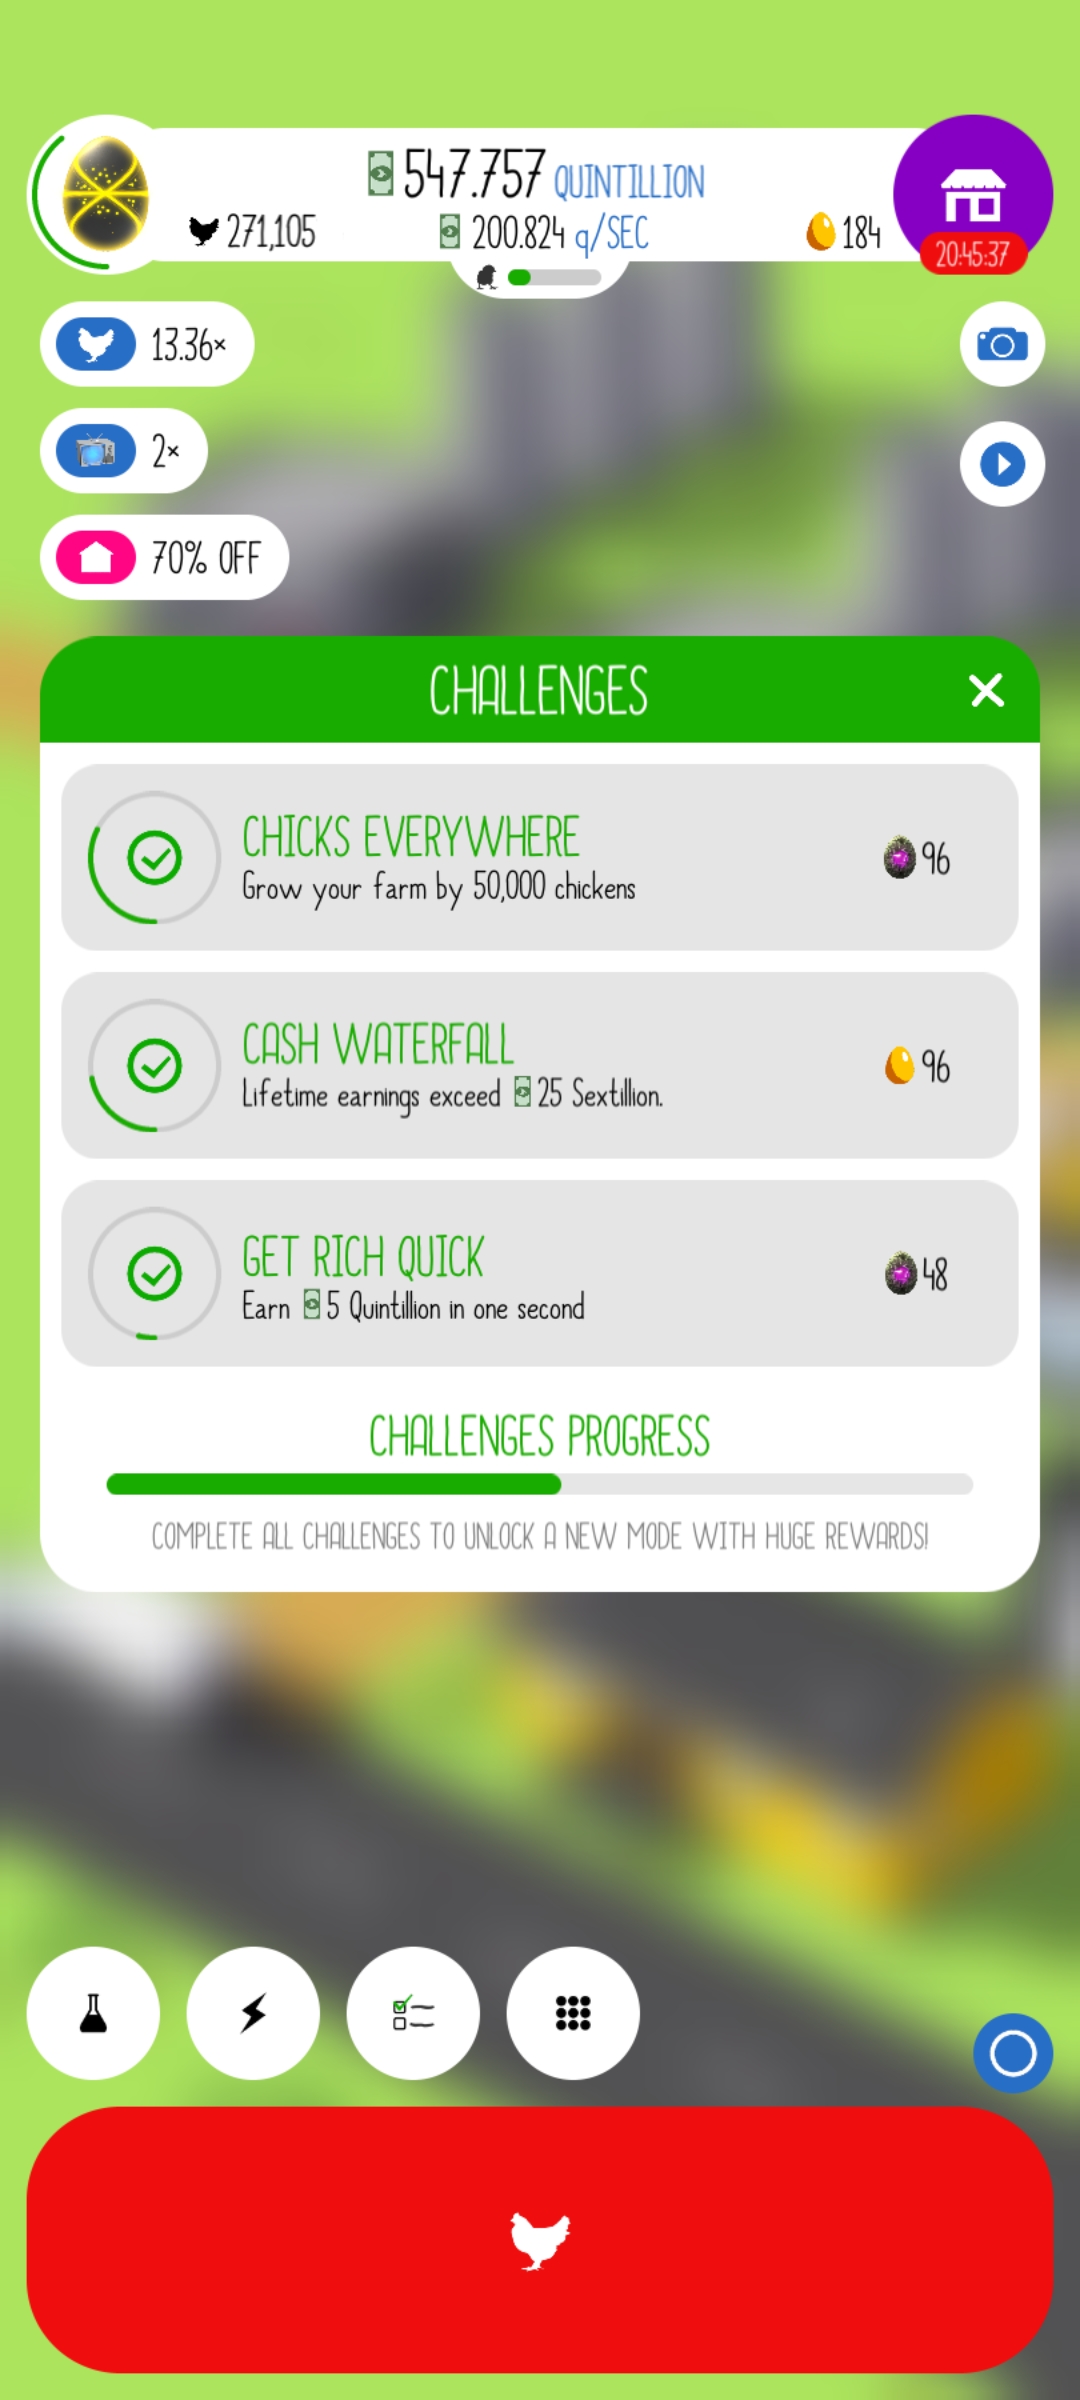 547.757 QUINTILLION
271,105
200.824 q/SEC
184
20:45:37
13.36×
2×
70% OFF
CHALLENGES
CHICKS EVERYWHERE
Grow your farm by 50,000 chickens
96
CASH WATERFALL
Lifetime earnings exceed 25 Sextillion.
96
GET RICH QUICK
Earn 5 Quintillion in one second
48
CHALLENGES PROGRESS
COMPLETE ALL CHALLENGES TO UNLOCK A NEW MODE WITH HUGE REWARDS!